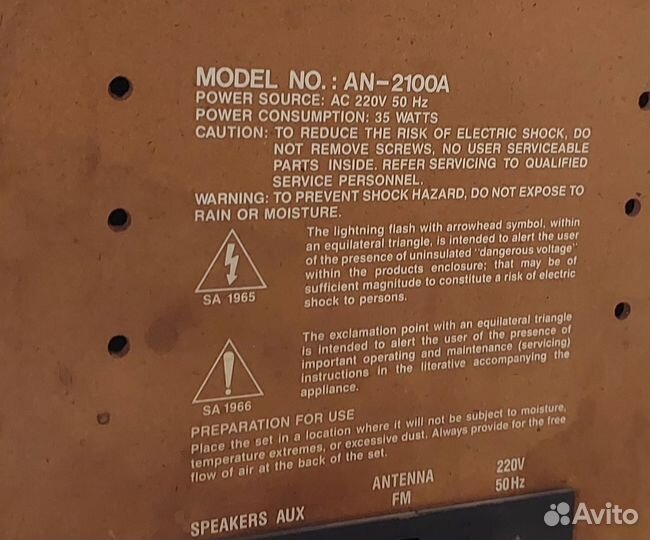 MODEL NO.: AN-2100A
POWER SOURCE: AC 220V 50 Hz
POWER CONSUMPTION: 35 WATTS
CAUTION: TO REDUCE THE RISK OF ELECTRIC SHOCK, DO
NOT REMOVE SCREWS, NO USER SERVICEABLE
PARTS INSIDE. REFER SERVICING TO QUALIFIED
SERVICE PERSONNEL.
WARNING: TO PREVENT SHOCK HAZARD, DO NOT EXPOSE TO
RAIN OR MOISTURE.
The lightning flash with arrowhead symbol, within
an equilateral triangle, is intended to alert the user
of the presence of uninsulated "dangerous voltage"
within the products enclosure; that may be of
sufficient magnitude to constitute a risk of electric
shock to persons.
SA 1965
The exclamation point with an equilateral triangle
is intended to alert the user of the presence of
important operating and maintenance (servicing)
instructions in the literative accompanying the
appliance.
SA 1966
PREPARATION FOR USE
Place the set in a location where it will not be subject to moisture,
temperature extremes, or excessive dust. Always provide for the free
flow of air at the back of the set.
SPEAKERS AUX
ANTENNA
FM
220V
50Hz
Avito